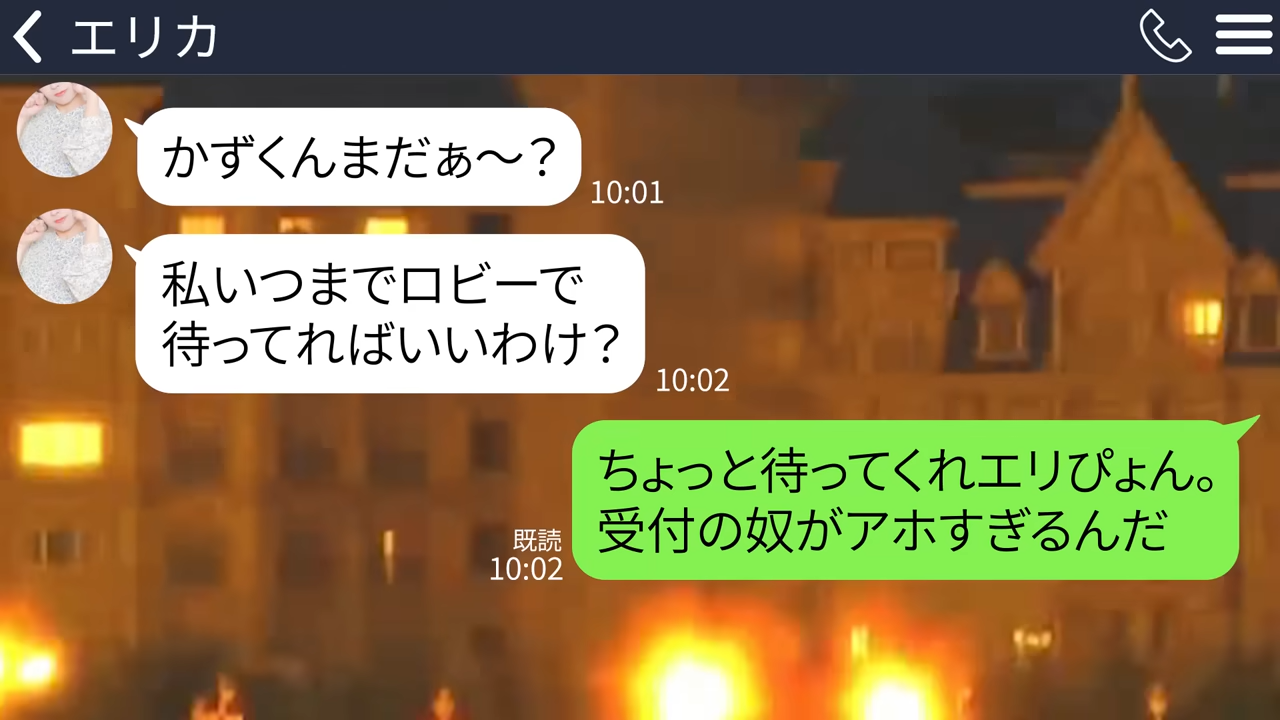 エリカ
かずくんまだぁ～？
10:01
私いつまでロビーで
待ってればいいわけ？
10:02
ちょっと待ってくれエリぴょん。
受付の奴がアホすぎるんだ
既読
10:02